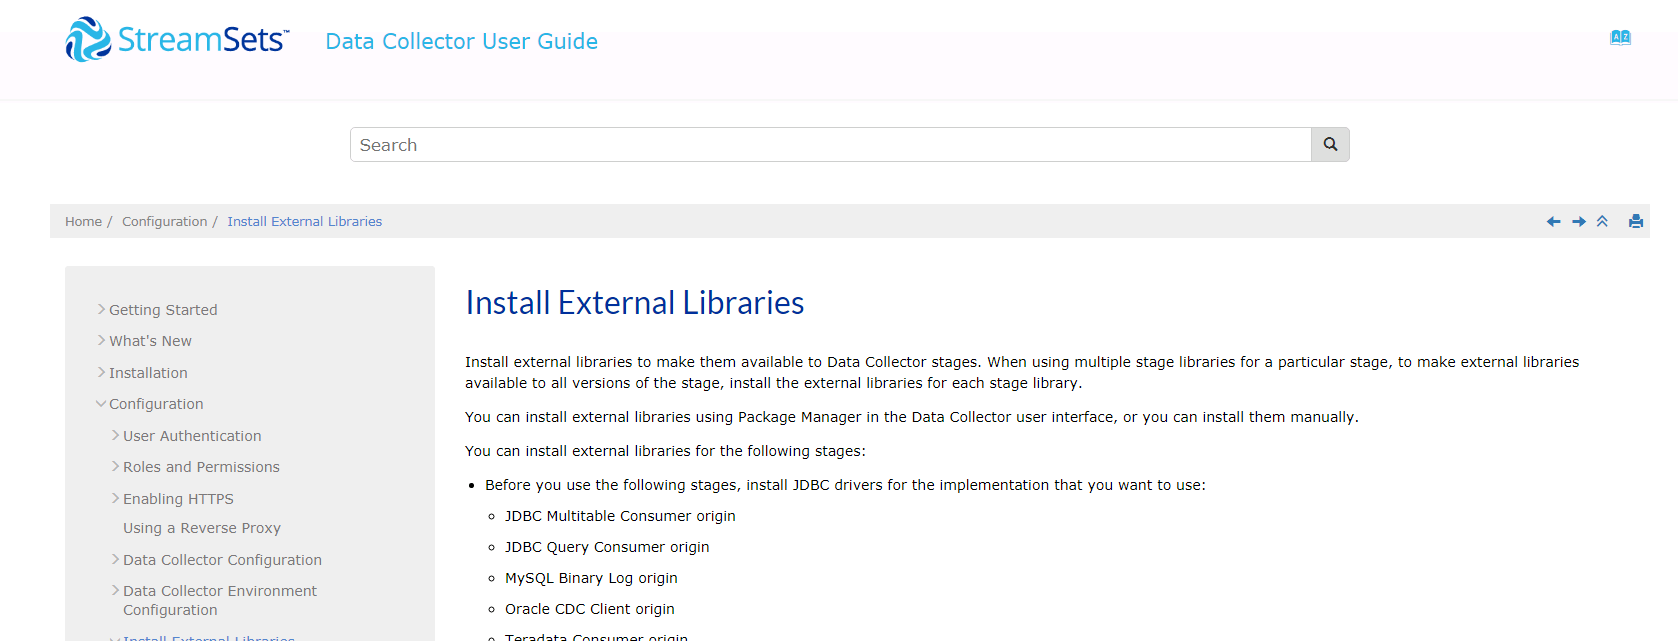 StreamSets™
Data Collector User Guide
A Z
Search
Home / Configuration / Install External Libraries
Getting Started
What's New
Installation
Configuration
User Authentication
Roles and Permissions
Enabling HTTPS
Using a Reverse Proxy
Data Collector Configuration
Data Collector Environment
Configuration
Install External Libraries
Install External Libraries
Install external libraries to make them available to Data Collector stages. When using multiple stage libraries for a particular stage, to make external libraries
available to all versions of the stage, install the external libraries for each stage library.
You can install external libraries using Package Manager in the Data Collector user interface, or you can install them manually.
You can install external libraries for the following stages:
• Before you use the following stages, install JDBC drivers for the implementation that you want to use:
◦ JDBC Multitable Consumer origin
◦ JDBC Query Consumer origin
◦ MySQL Binary Log origin
◦ Oracle CDC Client origin
◦ Teradata Consumer origin